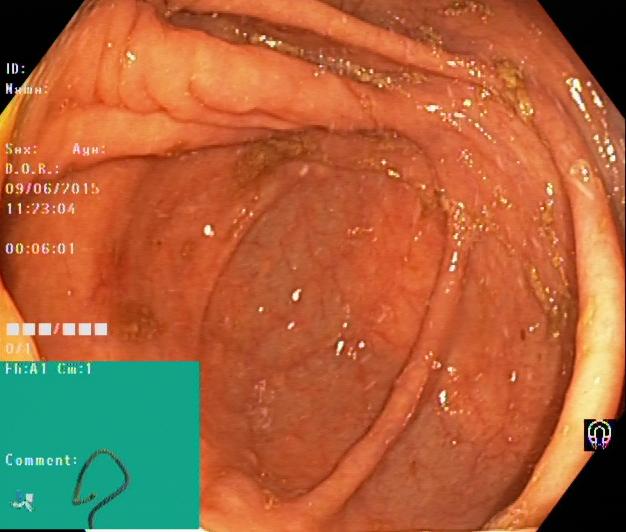 ID:
Name:
Sex: Age:
D.O.B.:
09/06/2015
11:23:04
00:06:01
0/1
Eh:A1 Cm:1
Comment: